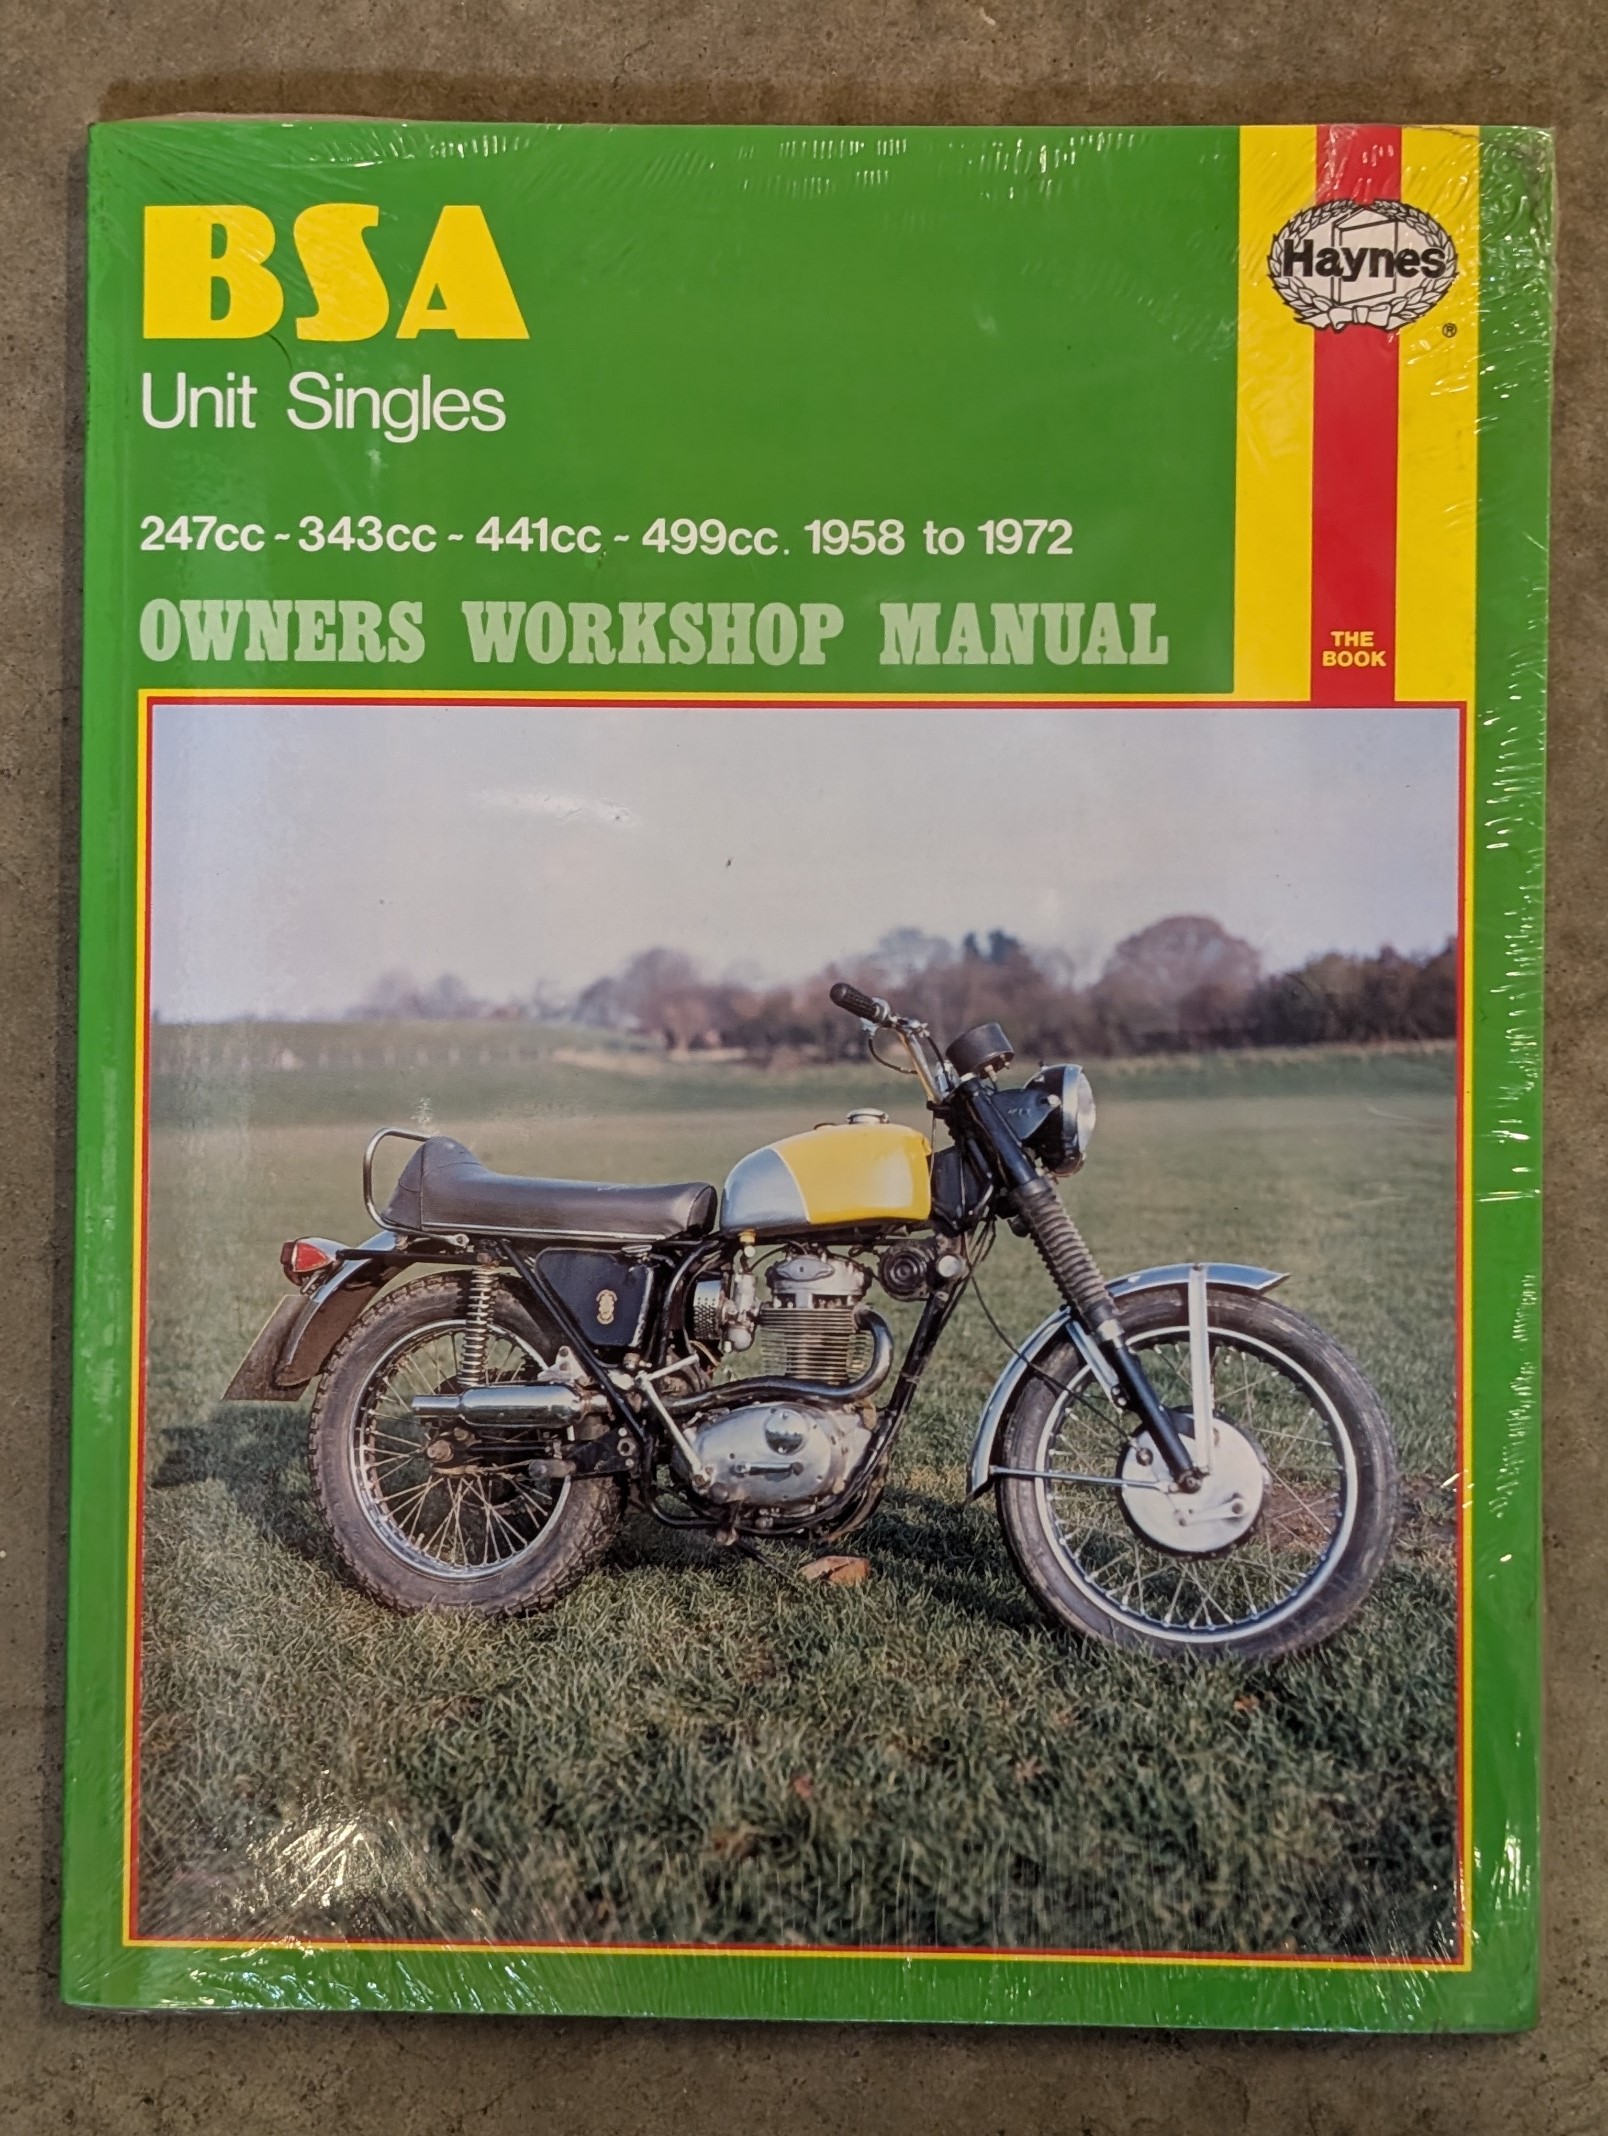 BSA
Unit Singles
247cc ~ 343cc ~ 441cc ~ 499cc. 1958 to 1972
OWNERS WORKSHOP MANUAL
Haynes
®
THE
BOOK